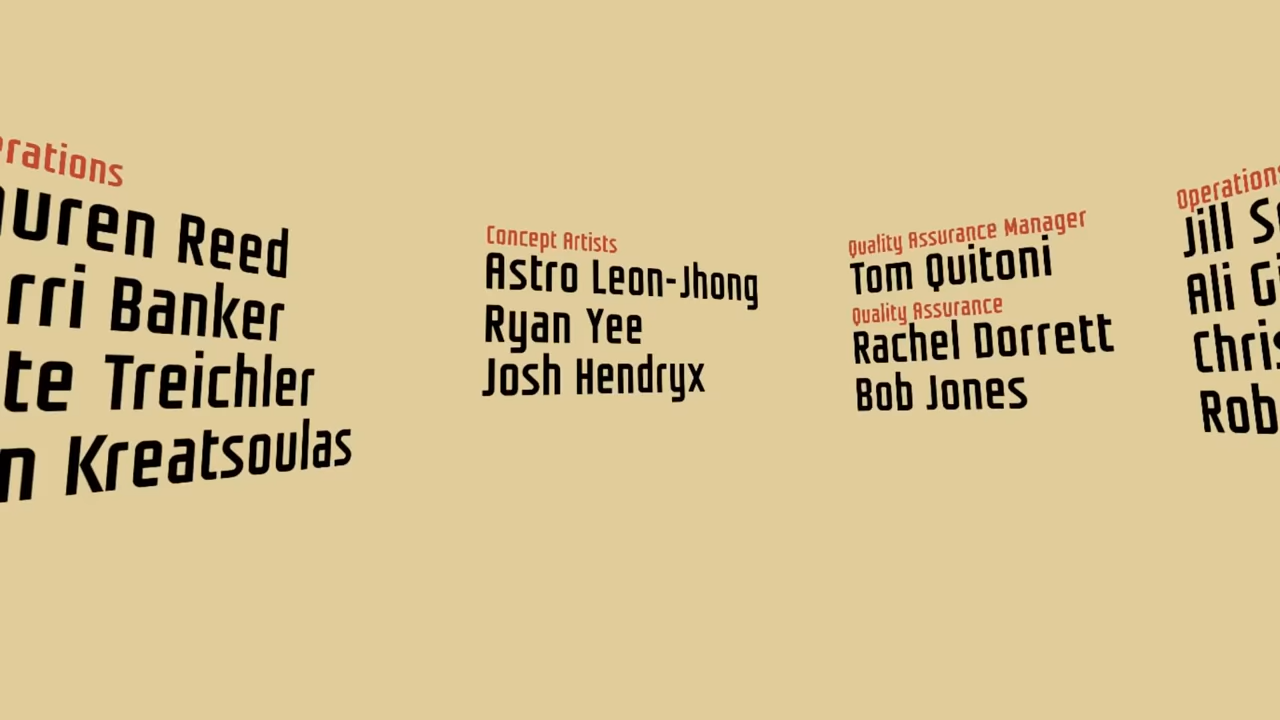 erations
uren Reed
rri Banker
te Treichler
n Kreatsoulas
Concept Artists
Astro Leon-Jhong
Ryan Yee
Josh Hendryx
Quality Assurance Manager
Tom Quitoni
Quality Assurance
Rachel Dorrett
Bob Jones
Operations
Jill S
Ali G
Chris
Rob